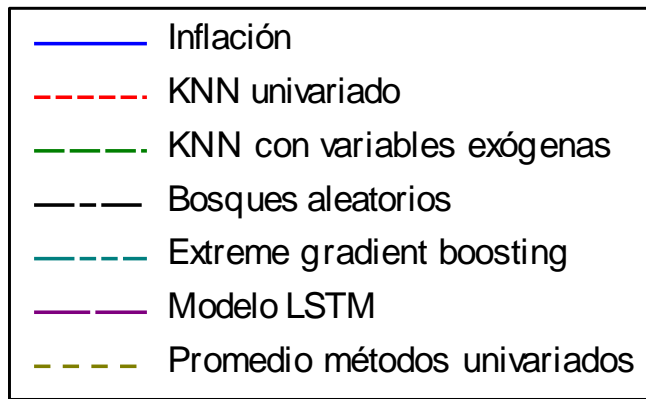 Inflación
KNN univariado
KNN con variables exógenas
Bosques aleatorios
Extreme gradient boosting
Modelo LSTM
Promedio métodos univariados